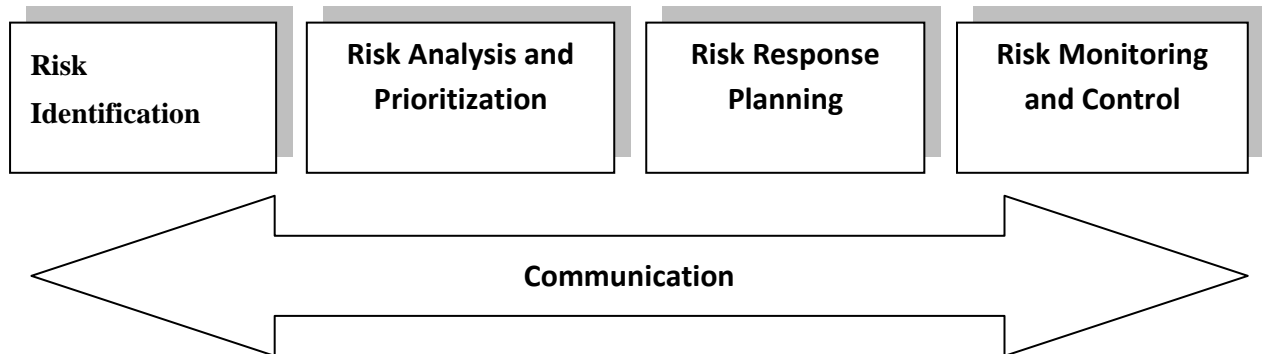 Risk
Identification
Risk Analysis and
Prioritization
Risk Response
Planning
Risk Monitoring
and Control
Communication